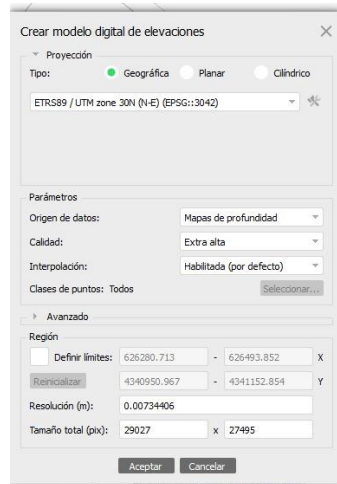 Crear modelo digital de elevaciones
Proyección
Tipo: Geográfica Planar Cilíndrico
ETRS89 / UTM zone 30N (N-E) (EPSG::3042)
Parámetros
Origen de datos: Mapas de profundidad
Calidad: Extra alta
Interpolación: Habilitada (por defecto)
Clases de puntos: Todos Seleccionar...
Avanzado
Región
Definir límites: 626280.713 - 626493.852 X
Reinicializar 4340950.967 - 4341152.854 Y
Resolución (m): 0.00734406
Tamaño total (pix): 29027 x 27495
Aceptar Cancelar